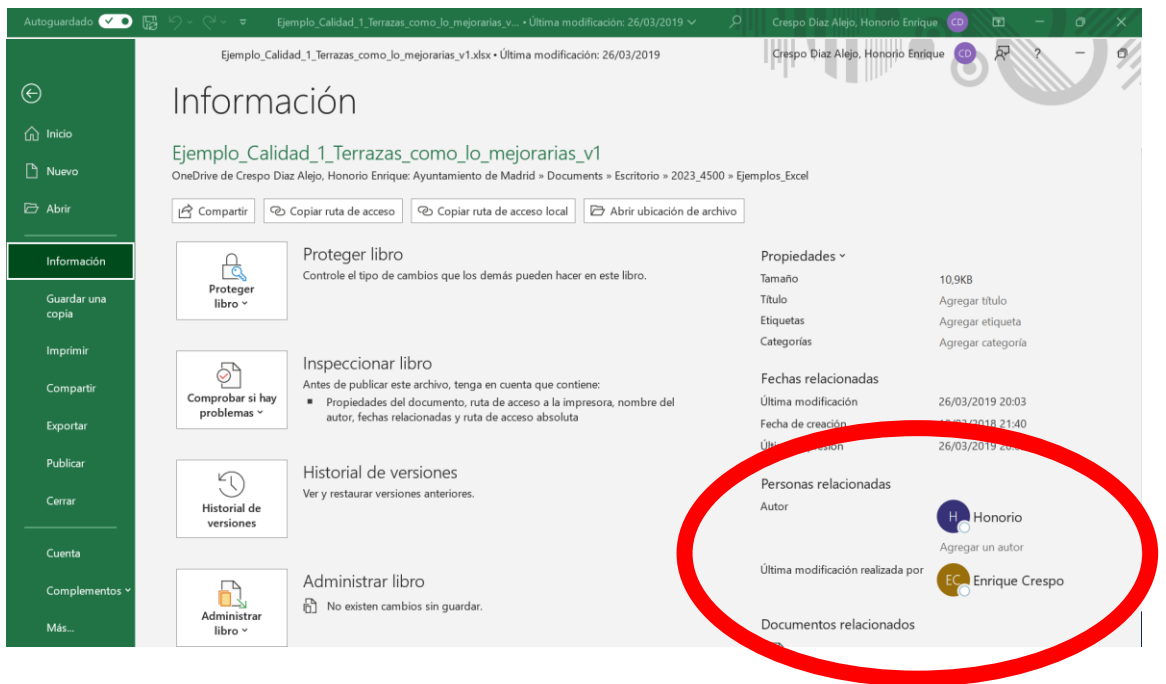 Autoguardado
Ejemplo_Calidad_1_Terrazas_como_lo_mejorarias_v... • Última modificación: 26/03/2019
Crespo Diaz Alejo, Honorio Enrique CD
Ejemplo_Calidad_1_Terrazas_como_lo_mejorarias_v1.xlsx • Última modificación: 26/03/2019
Crespo Diaz Alejo, Honorio Enrique CD ?
Inicio
Nuevo
Abrir
Información
Guardar una
copia
Imprimir
Compartir
Exportar
Publicar
Cerrar
Cuenta
Complementos
Más...
Información
Ejemplo_Calidad_1_Terrazas_como_lo_mejorarias_v1
OneDrive de Crespo Diaz Alejo, Honorio Enrique: Ayuntamiento de Madrid » Documents » Escritorio » 2023_4500 » Ejemplos_Excel
Compartir
Copiar ruta de acceso
Copiar ruta de acceso local
Abrir ubicación de archivo
Proteger
libro
Proteger libro
Controle el tipo de cambios que los demás pueden hacer en este libro.
Comprobar si hay
problemas
Inspeccionar libro
Antes de publicar este archivo, tenga en cuenta que contiene:
▪ Propiedades del documento, ruta de acceso a la impresora, nombre del
autor, fechas relacionadas y ruta de acceso absoluta
Historial de
versiones
Historial de versiones
Ver y restaurar versiones anteriores.
Administrar
libro
Administrar libro
No existen cambios sin guardar.
Propiedades
Tamaño 10,9KB
Título Agregar título
Etiquetas Agregar etiqueta
Categorías Agregar categoría
Fechas relacionadas
Última modificación 26/03/2019 20:03
Fecha de creación 21:40
26/03/2019
Personas relacionadas
Autor
H Honorio
Agregar un autor
Última modificación realizada por
EC Enrique Crespo
Documentos relacionados